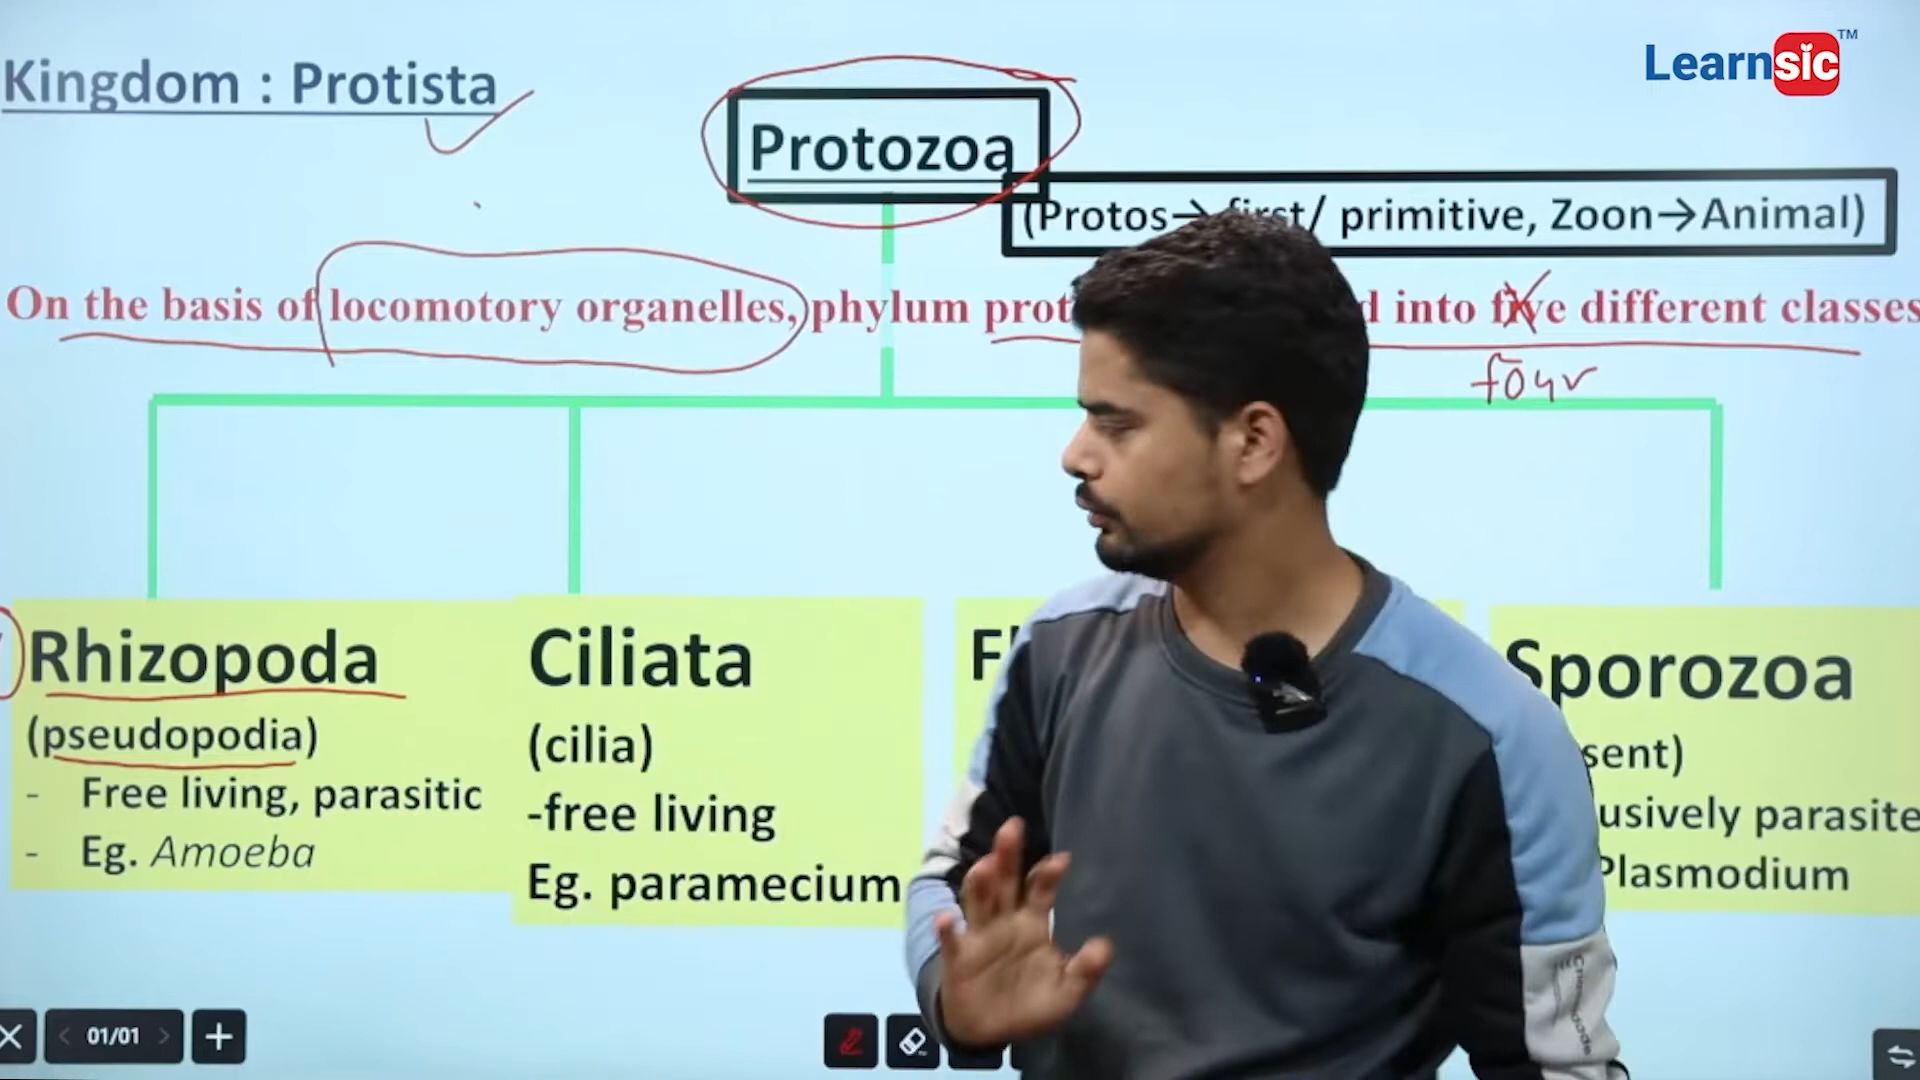 Learnsic™
Kingdom : Protista
Protozoa
(Protos→ first/ primitive, Zoon→Animal)
On the basis of locomotory organelles, phylum prot d into five different classes
four
Rhizopoda
(pseudopodia)
- Free living, parasitic
- Eg. Amoeba
Ciliata
(cilia)
-free living
Eg. paramecium
Sporozoa
sent)
usively parasite
Plasmodium
01/01